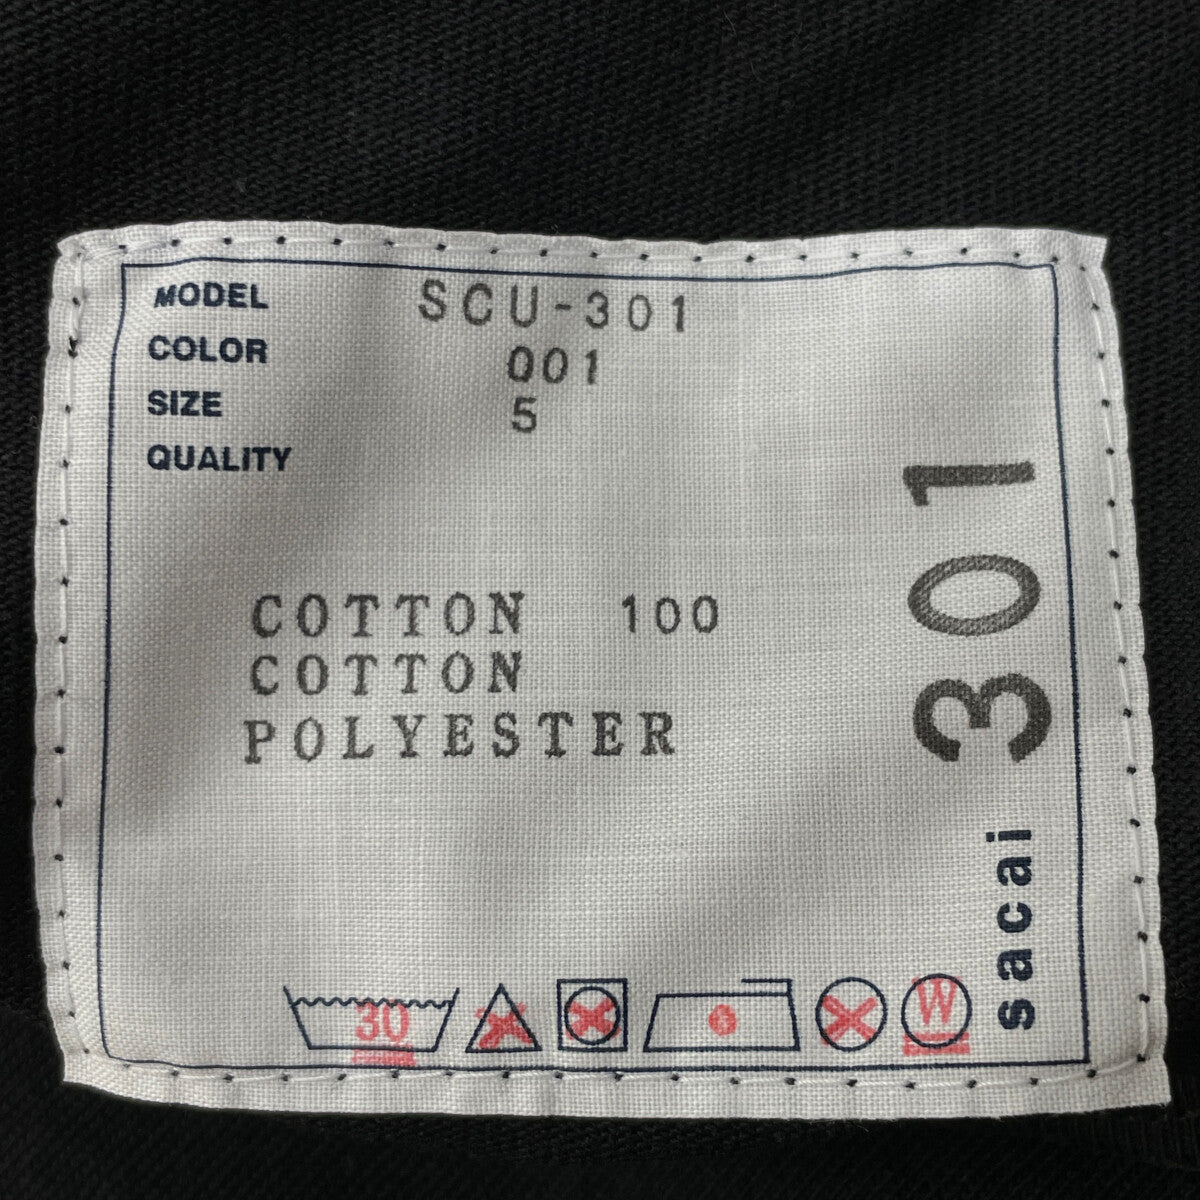 MODEL SCU-301
COLOR 001
SIZE 5
QUALITY
COTTON 100
COTTON
POLYESTER
sacai 301
30
W